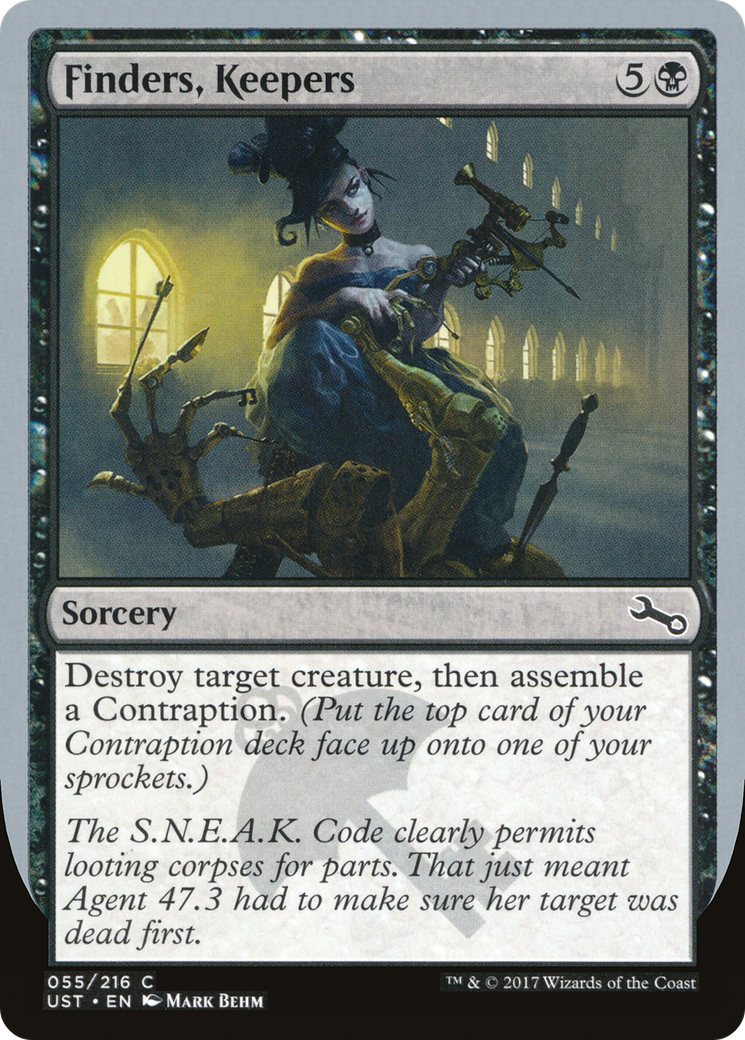 Finders, Keepers 5
Sorcery
Destroy target creature, then assemble
a Contraption. (Put the top card of your
Contraption deck face up onto one of your
sprockets.)
The S.N.E.A.K. Code clearly permits
looting corpses for parts. That just meant
Agent 47.3 had to make sure her target was
dead first.
055/216 C
UST • EN Mark Behm
™ & © 2017 Wizards of the Coast